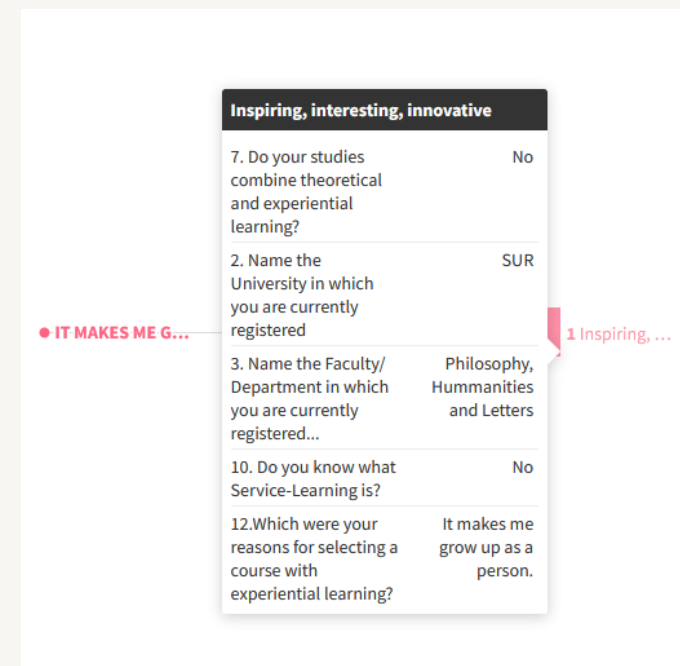 Inspiring, interesting, innovative
7. Do your studies
combine theoretical
and experiential
learning?
No
2. Name the
University in which
you are currently
registered
SUR
3. Name the Faculty/
Department in which
you are currently
registered...
Philosophy,
Hummanities
and Letters
10. Do you know what
Service-Learning is?
No
12.Which were your
reasons for selecting a
course with
experiential learning?
It makes me
grow up as a
person.
IT MAKES ME G...
1 Inspiring, ...